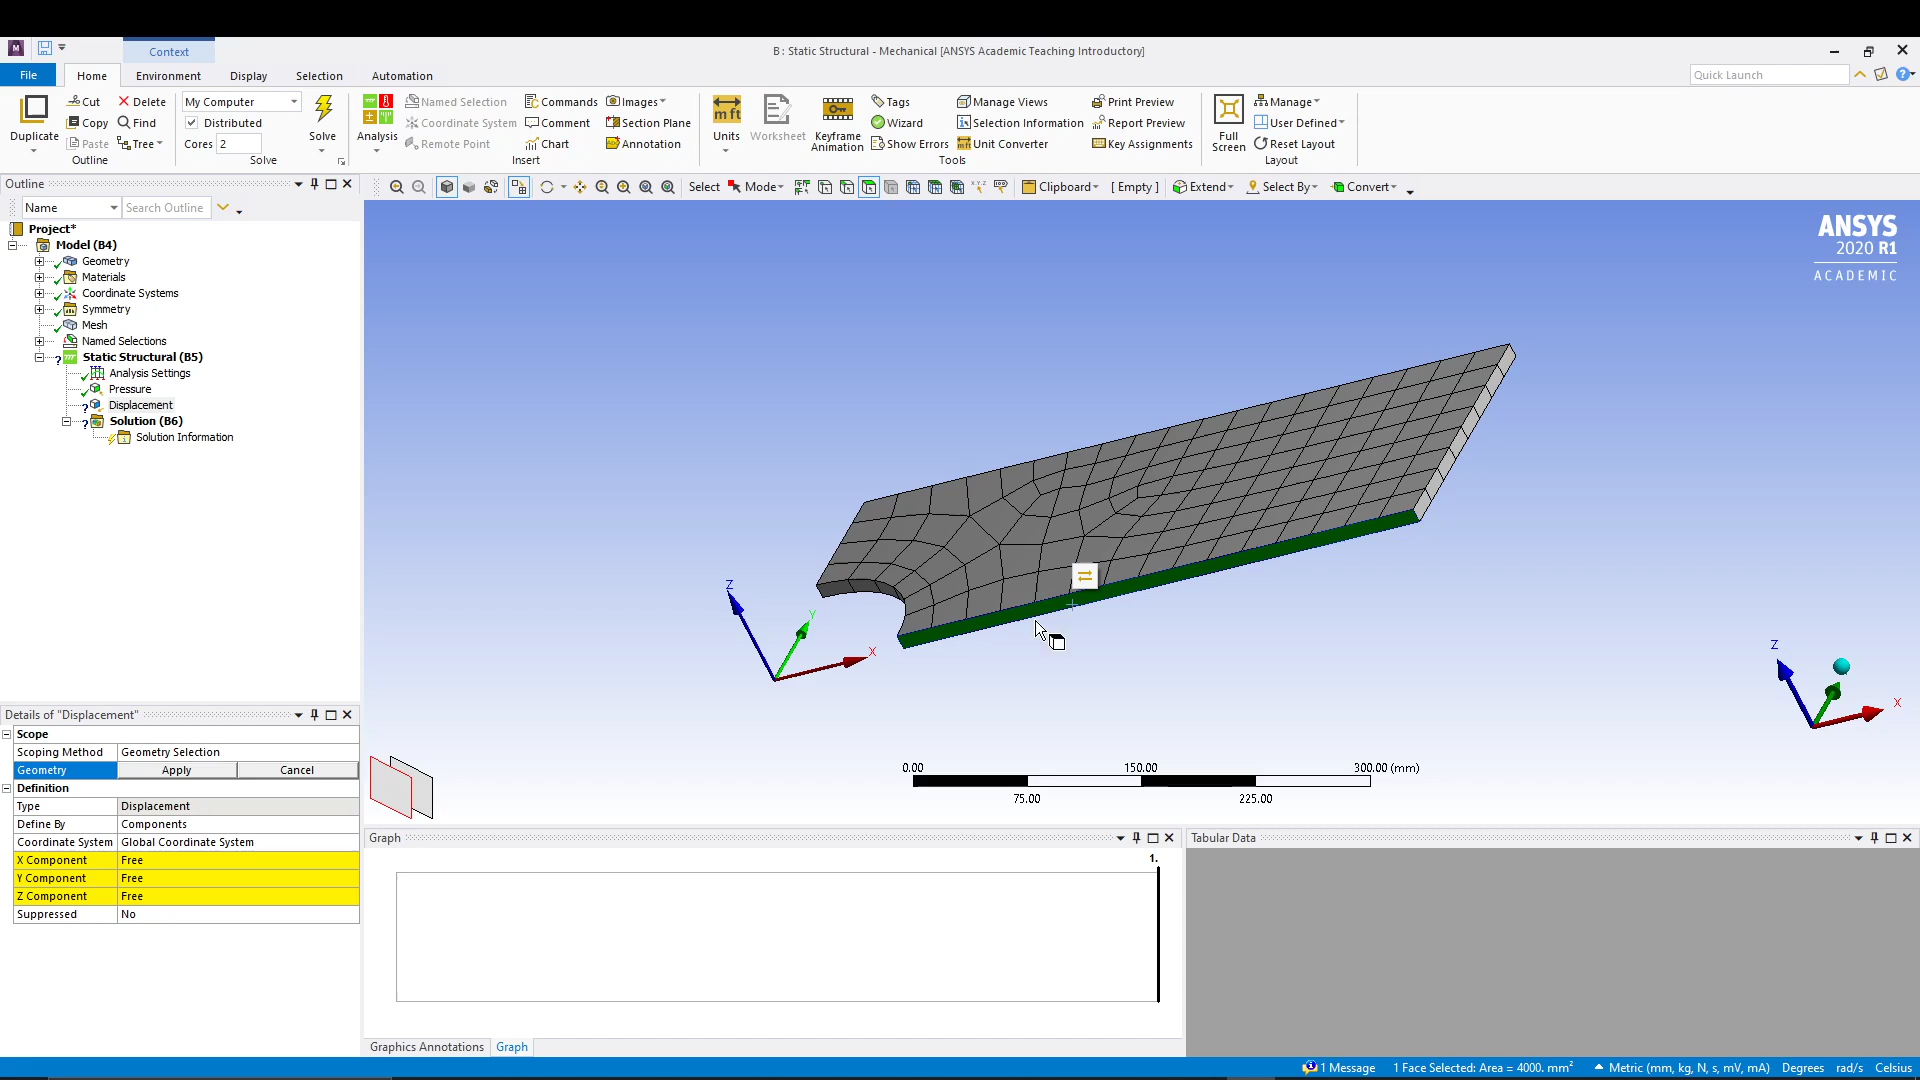 M
Context
B : Static Structural - Mechanical [ANSYS Academic Teaching Introductory]
File Home Environment Display Selection Automation
Quick Launch
Duplicate
Outline
Cut
Copy
Paste
Delete
Find
Tree
My Computer
Distributed
Cores 2
Solve
Solve
Analysis
Named Selection
Coordinate System
Remote Point
Commands
Comment
Chart
Images
Section Plane
Annotation
Insert
mft
Units
Worksheet
Keyframe
Animation
Tags
Wizard
Show Errors
Manage Views
Selection Information
Unit Converter
Print Preview
Report Preview
Key Assignments
Tools
Full
Screen
Manage
User Defined
Reset Layout
Layout
Outline
Name Search Outline
Select Mode Clipboard [ Empty ] Extend Select By Convert
Project*
Model (B4)
Geometry
Materials
Coordinate Systems
Symmetry
Mesh
Named Selections
Static Structural (B5)
Analysis Settings
Pressure
Displacement
Solution (B6)
Solution Information
ANSYS
2020 R1
ACADEMIC
Z
Y
X
Z
X
0.00 150.00 300.00 (mm)
75.00 225.00
Details of "Displacement"
Scope
Scoping Method Geometry Selection
Geometry Apply Cancel
Definition
Type Displacement
Define By Components
Coordinate System Global Coordinate System
X Component Free
Y Component Free
Z Component Free
Suppressed No
Graph
1.
Tabular Data
Graphics Annotations Graph
1 Message 1 Face Selected: Area = 4000. mm² Metric (mm, kg, N, s, mV, mA) Degrees rad/s Celsius